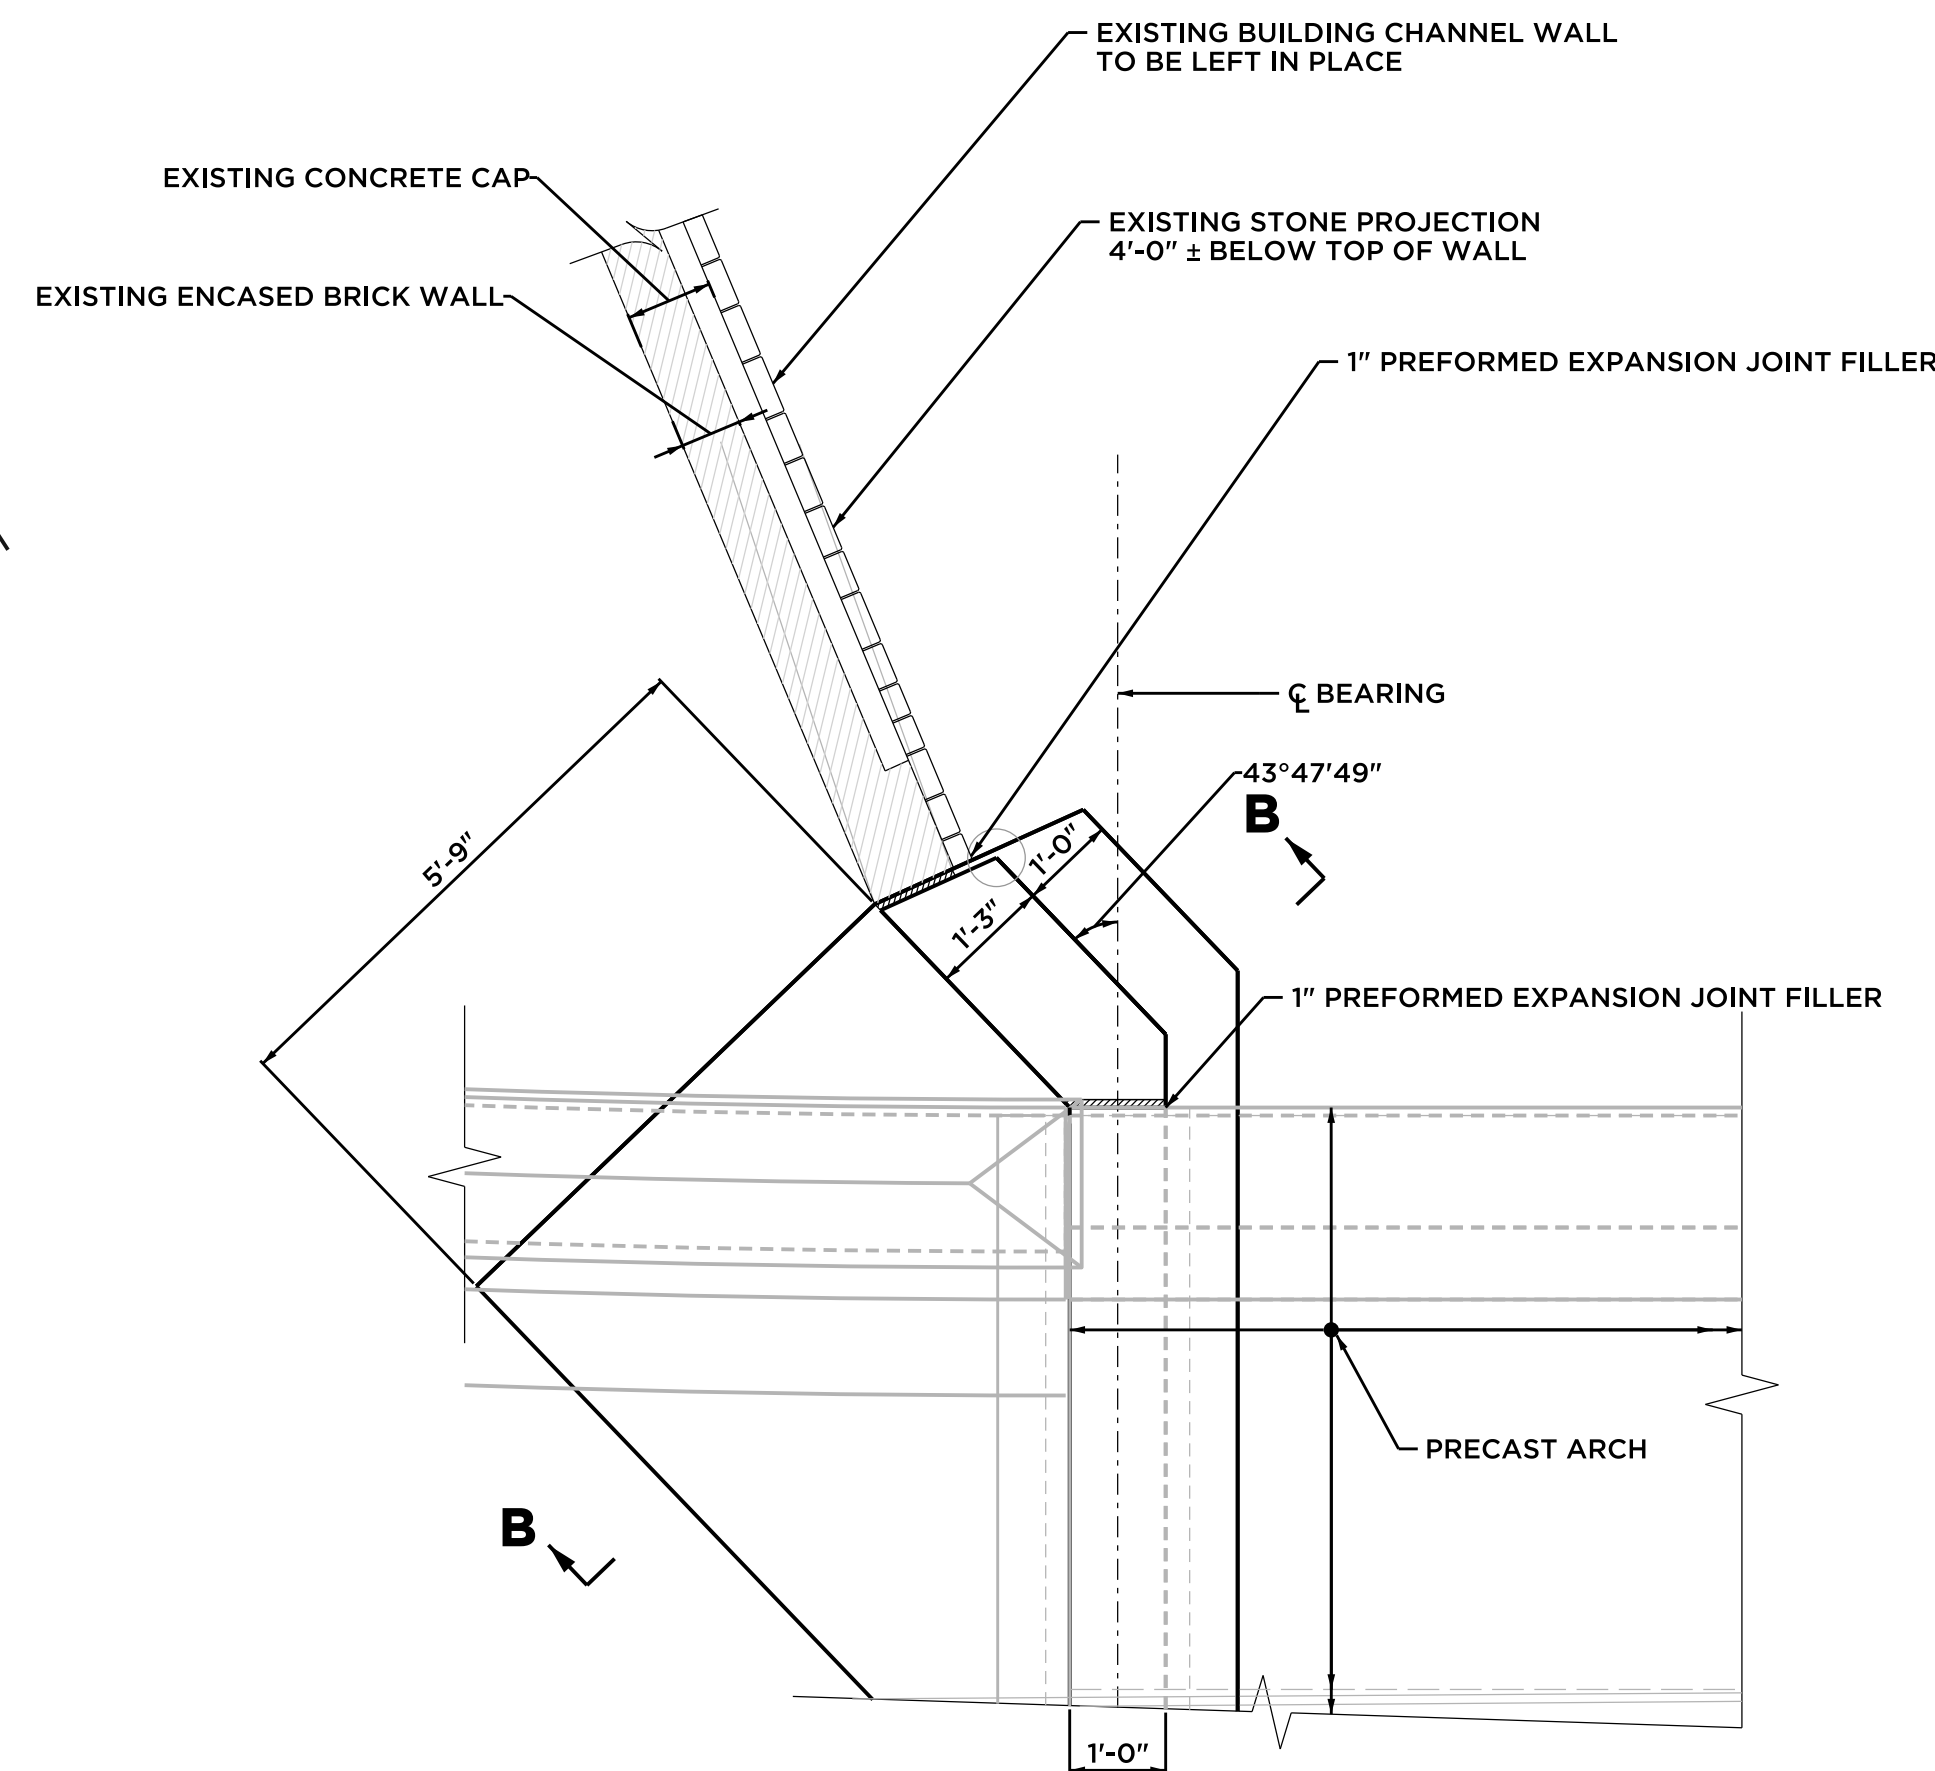 EXISTING BUILDING CHANNEL WALL
TO BE LEFT IN PLACE
EXISTING CONCRETE CAP
EXISTING STONE PROJECTION
4'-0" ± BELOW TOP OF WALL
EXISTING ENCASED BRICK WALL
1" PREFORMED EXPANSION JOINT FILLER
℄ BEARING
43°47'49"
B
5'-9"
1'-0"
1'-3"
1" PREFORMED EXPANSION JOINT FILLER
PRECAST ARCH
B
1'-0"